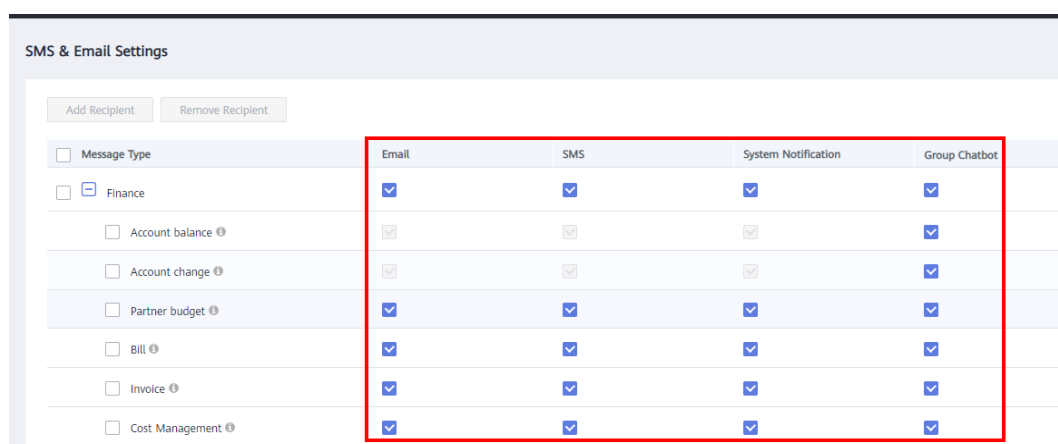 SMS & Email Settings
Add Recipient Remove Recipient
Message Type Email SMS System Notification Group Chatbot
Finance
Account balance
Account change
Partner budget
Bill
Invoice
Cost Management